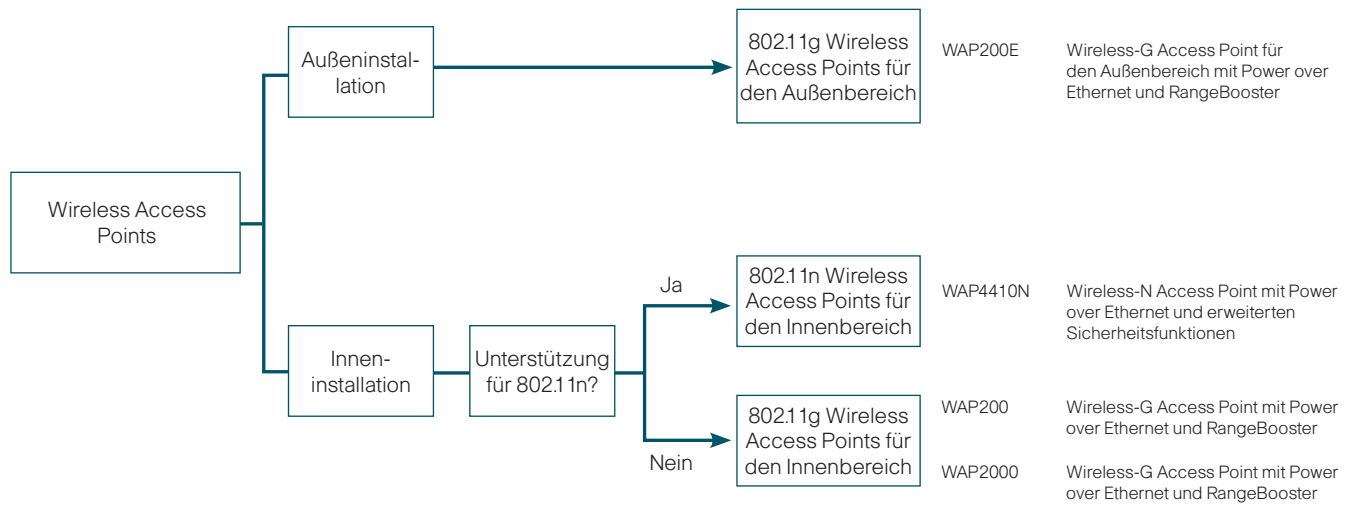 Außeninstal-
lation
802.11g Wireless
Access Points für
den Außenbereich
WAP200E
Wireless-G Access Point für
den Außenbereich mit Power over
Ethernet und RangeBooster
Wireless Access
Points
Ja
802.11n Wireless
Access Points für
den Innenbereich
WAP4410N
Wireless-N Access Point mit Power
over Ethernet und erweiterten
Sicherheitsfunktionen
Innen-
installation
Unterstützung
für 802.11n?
Nein
802.11g Wireless
Access Points für
den Innenbereich
WAP200
Wireless-G Access Point mit Power
over Ethernet und RangeBooster
WAP2000
Wireless-G Access Point mit Power
over Ethernet und RangeBooster